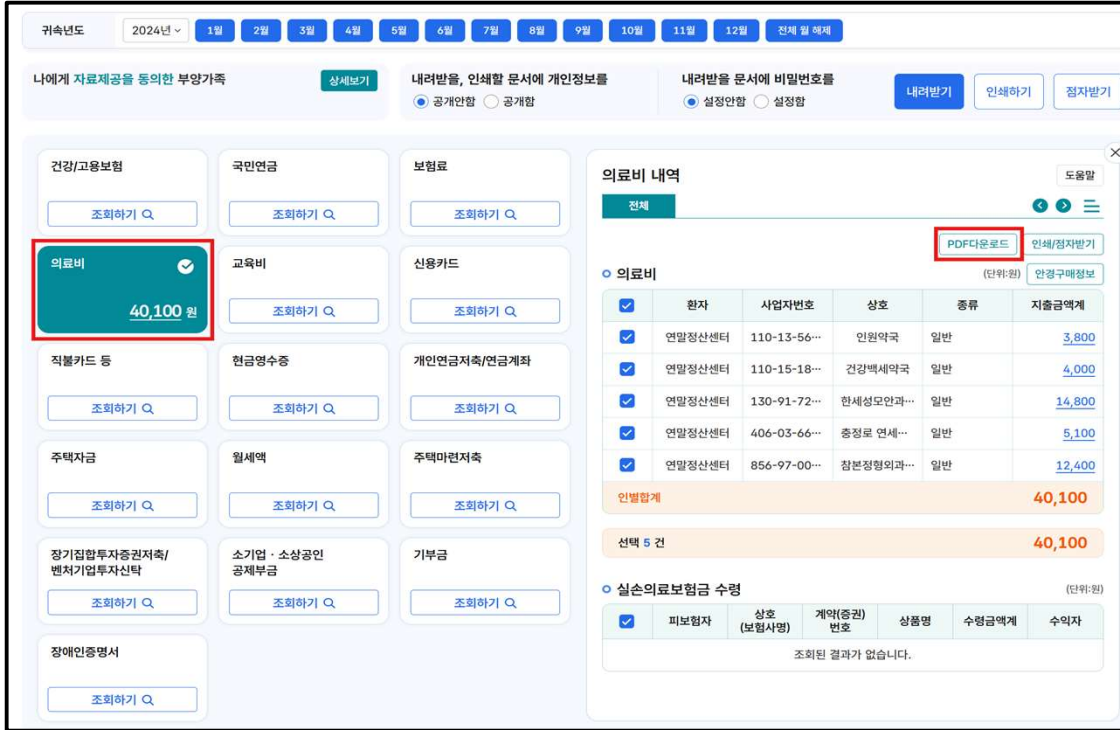 귀속년도 2024년 1월 2월 3월 4월 5월 6월 7월 8월 9월 10월 11월 12월 전체 월 해제
나에게 자료제공을 동의한 부양가족 상세보기
내려받을, 인쇄할 문서에 개인정보를
공개안함 공개함
내려받을 문서에 비밀번호를
설정안함 설정함
내려받기 인쇄하기 점자받기
건강/고용보험 국민연금 보험료
조회하기 조회하기 조회하기
의료비 교육비 신용카드
40,100 원 조회하기 조회하기
직불카드 등 현금영수증 개인연금저축/연금계좌
조회하기 조회하기 조회하기
주택자금 월세액 주택마련저축
조회하기 조회하기 조회하기
장기집합투자증권저축/
벤처기업투자신탁
소기업 · 소상공인
공제부금
기부금
조회하기 조회하기 조회하기
장애인증명서
조회하기
의료비 내역 도움말
전체
PDF다운로드 인쇄/점자받기
의료비 (단위:원) 안경구매정보
환자 사업자번호 상호 종류 지출금액계
연말정산센터 110-13-56… 인원약국 일반 3,800
연말정산센터 110-15-18… 건강백세약국 일반 4,000
연말정산센터 130-91-72… 한세성모안과… 일반 14,800
연말정산센터 406-03-66… 충정로 연세… 일반 5,100
연말정산센터 856-97-00… 참본정형외과… 일반 12,400
인별합계 40,100
선택 5 건 40,100
실손의료보험금 수령 (단위:원)
피보험자 상호 (보험사명) 계약(증권) 번호 상품명 수령금액계 수익자
조회된 결과가 없습니다.